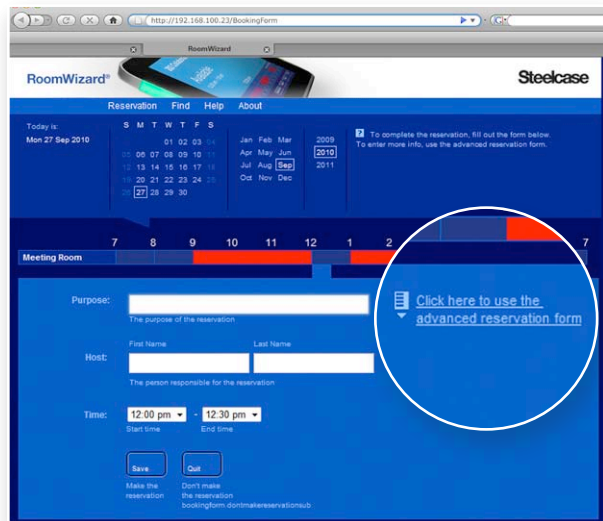 http://192.168.100.23/BookingForm
RoomWizard
RoomWizard®
Steelcase
Reservation Find Help About
Today is:
Mon 27 Sep 2010
S M T W T F S
01 02 03 04
05 06 07 08 09 10 11
12 13 14 15 16 17 18
19 20 21 22 23 24 25
26 27 28 29 30
Jan Feb Mar
Apr May Jun
Jul Aug Sep
Oct Nov Dec
2009
2010
2011
? To complete the reservation, fill out the form below.
To enter more info, use the advanced reservation form.
7 8 9 10 11 12 1 2 7
Meeting Room
Purpose:
The purpose of the reservation
Click here to use the
advanced reservation form
First Name Last Name
Host:
The person responsible for the reservation
Time: 12:00 pm - 12:30 pm
Start time End time
Save Quit
Make the
reservation
Don't make
the reservation
bookingform.dontmakereservationsub